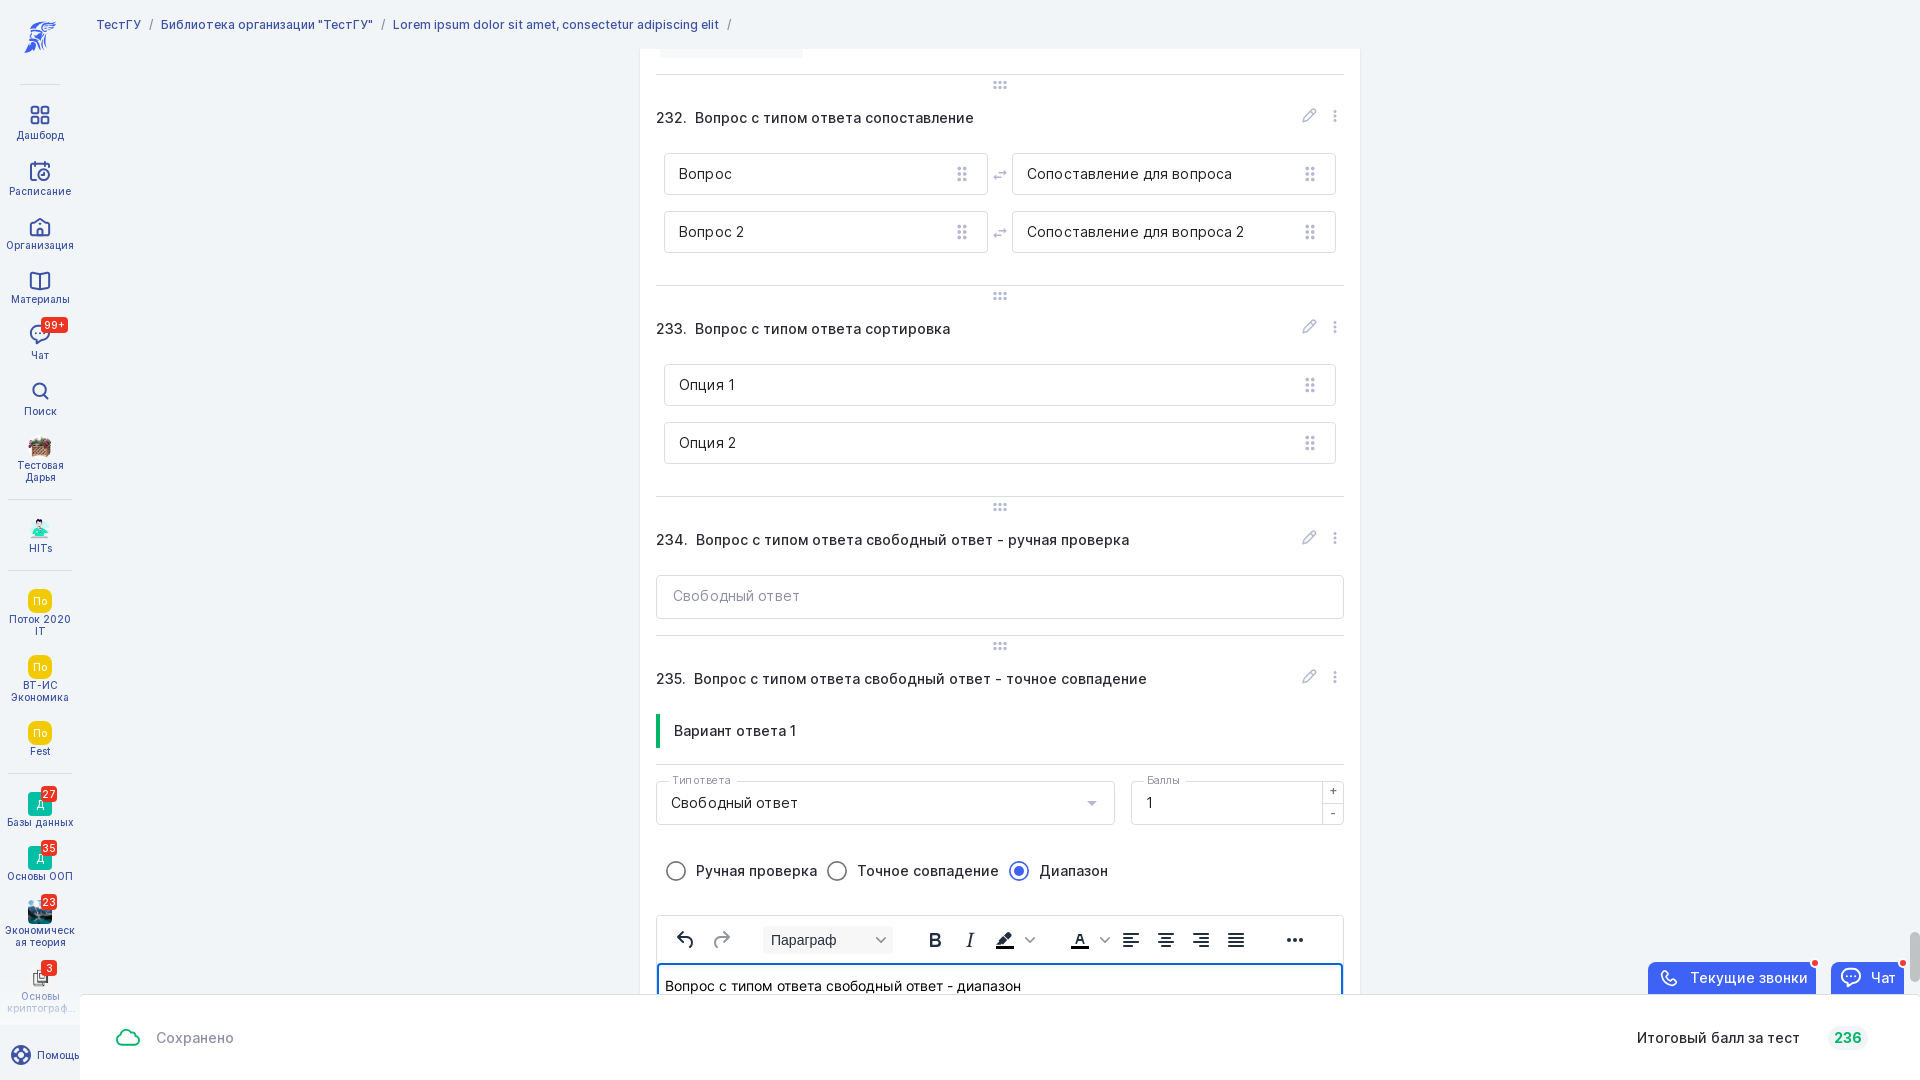 ТестГУ / Библиотека организации "ТестГУ" / Lorem ipsum dolor sit amet, consectetur adipiscing elit /
Дашборд
Расписание
Организация
Материалы
99+
Чат
Поиск
Тестовая
Дарья
HITs
По
Поток 2020
IT
По
ВТ-ИС
Экономика
По
Fest
27
Д
Базы данных
35
Д
Основы ООП
23
Экономическ
ая теория
3
Основы
криптограф...
Помощь
232. Вопрос с типом ответа сопоставление
Вопрос
Сопоставление для вопроса
Вопрос 2
Сопоставление для вопроса 2
233. Вопрос с типом ответа сортировка
Опция 1
Опция 2
234. Вопрос с типом ответа свободный ответ - ручная проверка
Свободный ответ
235. Вопрос с типом ответа свободный ответ - точное совпадение
Вариант ответа 1
Тип ответа
Свободный ответ
Баллы
1
+
-
Ручная проверка
Точное совпадение
Диапазон
Параграф
B I A
Вопрос с типом ответа свободный ответ - диапазон
Текущие звонки
Чат
Сохранено
Итоговый балл за тест 236